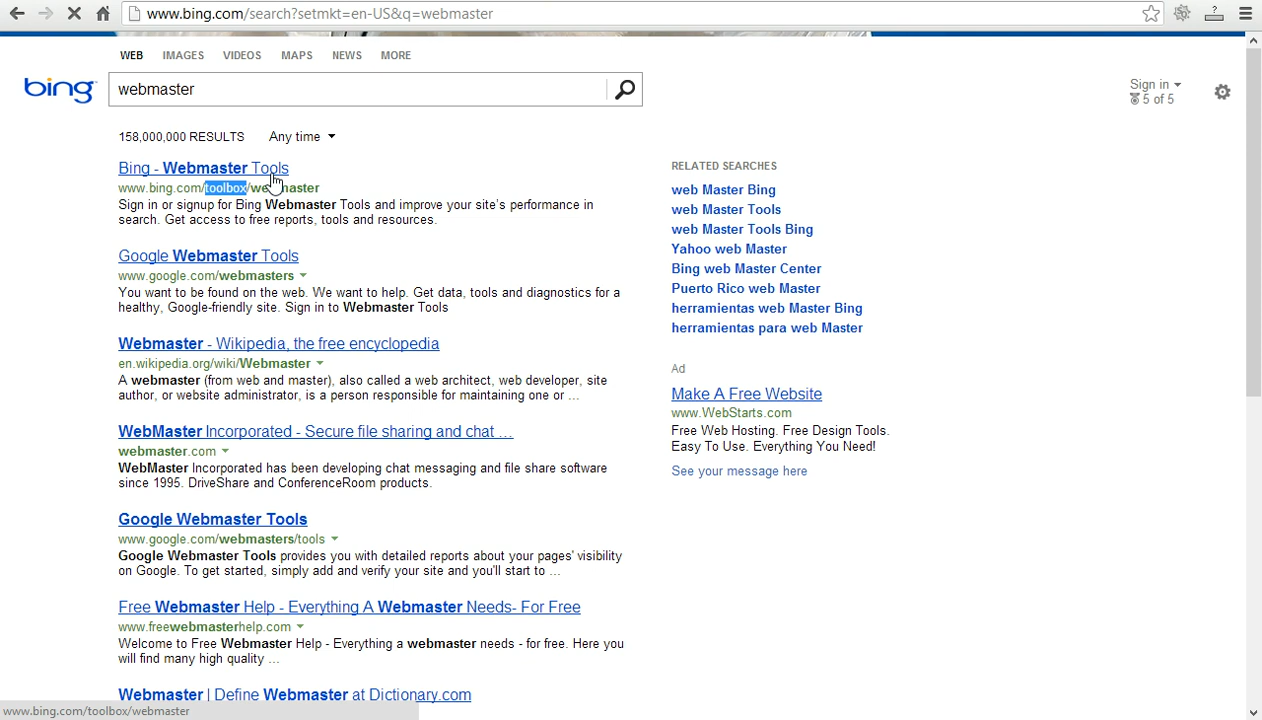 www.bing.com/search?setmkt=en-US&q=webmaster
WEB IMAGES VIDEOS MAPS NEWS MORE
bing
webmaster
Sign in
5 of 5
158,000,000 RESULTS Any time
Bing - Webmaster Tools
www.bing.com/toolbox/webmaster
Sign in or signup for Bing Webmaster Tools and improve your site's performance in
search. Get access to free reports, tools and resources.
Google Webmaster Tools
www.google.com/webmasters
You want to be found on the web. We want to help. Get data, tools and diagnostics for a
healthy, Google-friendly site. Sign in to Webmaster Tools
Webmaster - Wikipedia, the free encyclopedia
en.wikipedia.org/wiki/Webmaster
A webmaster (from web and master), also called a web architect, web developer, site
author, or website administrator, is a person responsible for maintaining one or ...
WebMaster Incorporated - Secure file sharing and chat ...
webmaster.com
WebMaster Incorporated has been developing chat messaging and file share software
since 1995. DriveShare and ConferenceRoom products.
Google Webmaster Tools
www.google.com/webmasters/tools
Google Webmaster Tools provides you with detailed reports about your pages' visibility
on Google. To get started, simply add and verify your site and you'll start to ...
Free Webmaster Help - Everything A Webmaster Needs- For Free
www.freewebmasterhelp.com
Welcome to Free Webmaster Help - Everything a webmaster needs - for free. Here you
will find many high quality ...
Webmaster | Define Webmaster at Dictionary.com
RELATED SEARCHES
web Master Bing
web Master Tools
web Master Tools Bing
Yahoo web Master
Bing web Master Center
Puerto Rico web Master
herramientas web Master Bing
herramientas para web Master
Ad
Make A Free Website
www.WebStarts.com
Free Web Hosting. Free Design Tools.
Easy To Use. Everything You Need!
See your message here
www.bing.com/toolbox/webmaster